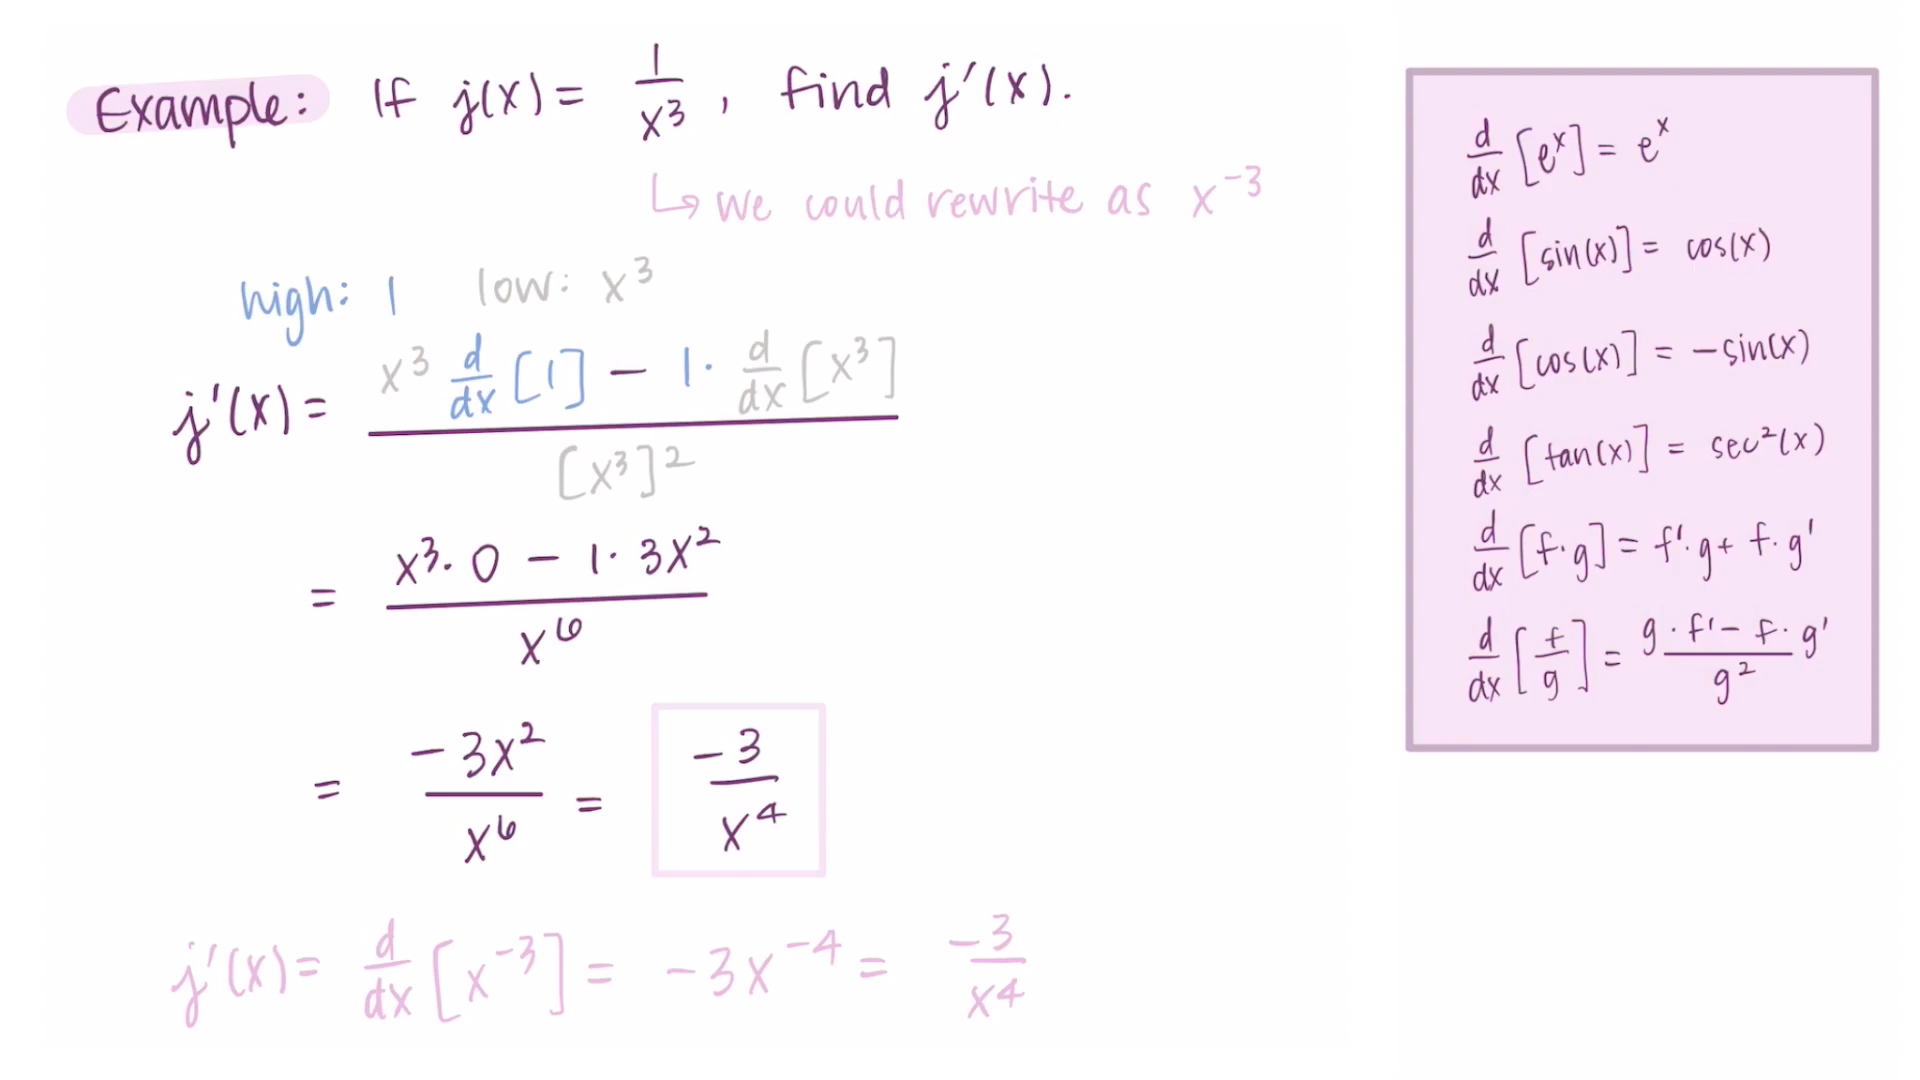 Example: If j(x) = 1/x³, find j'(x).
↳ we could rewrite as x⁻³
high: 1 low: x³
j'(x) = (x³ d/dx [1] − 1 · d/dx [x³]) / [x³]²
= (x³ · 0 − 1 · 3x²) / x⁶
= −3x² / x⁶ = −3 / x⁴
j'(x) = d/dx [x⁻³] = −3x⁻⁴ = −3 / x⁴
d/dx [eˣ] = eˣ
d/dx [sin(x)] = cos(x)
d/dx [cos(x)] = −sin(x)
d/dx [tan(x)] = sec²(x)
d/dx [f·g] = f'·g + f·g'
d/dx [f/g] = (g·f' − f·g') / g²